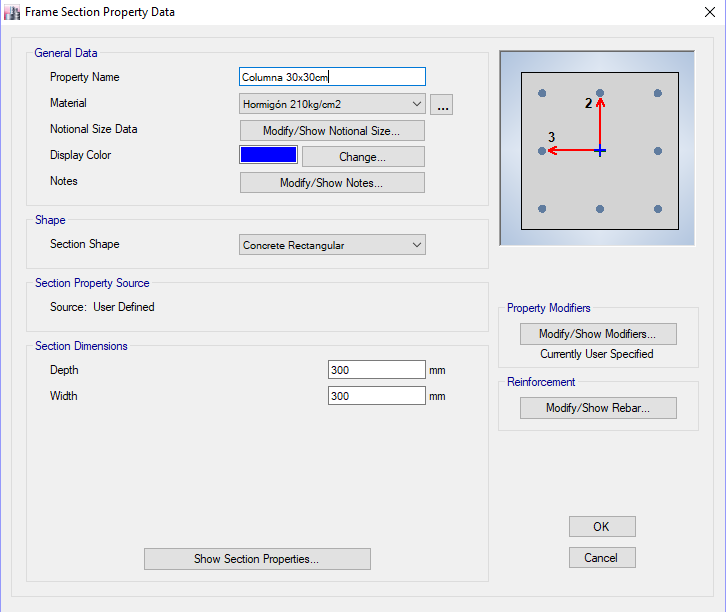 Frame Section Property Data
General Data
Property Name
Columna 30x30cm
Material
Hormigón 210kg/cm2
...
Notional Size Data
Modify/Show Notional Size...
Display Color
Change...
Notes
Modify/Show Notes...
Shape
Section Shape
Concrete Rectangular
Section Property Source
Source: User Defined
Section Dimensions
Depth
300
mm
Width
300
mm
Show Section Properties...
2
3
Property Modifiers
Modify/Show Modifiers...
Currently User Specified
Reinforcement
Modify/Show Rebar...
OK
Cancel